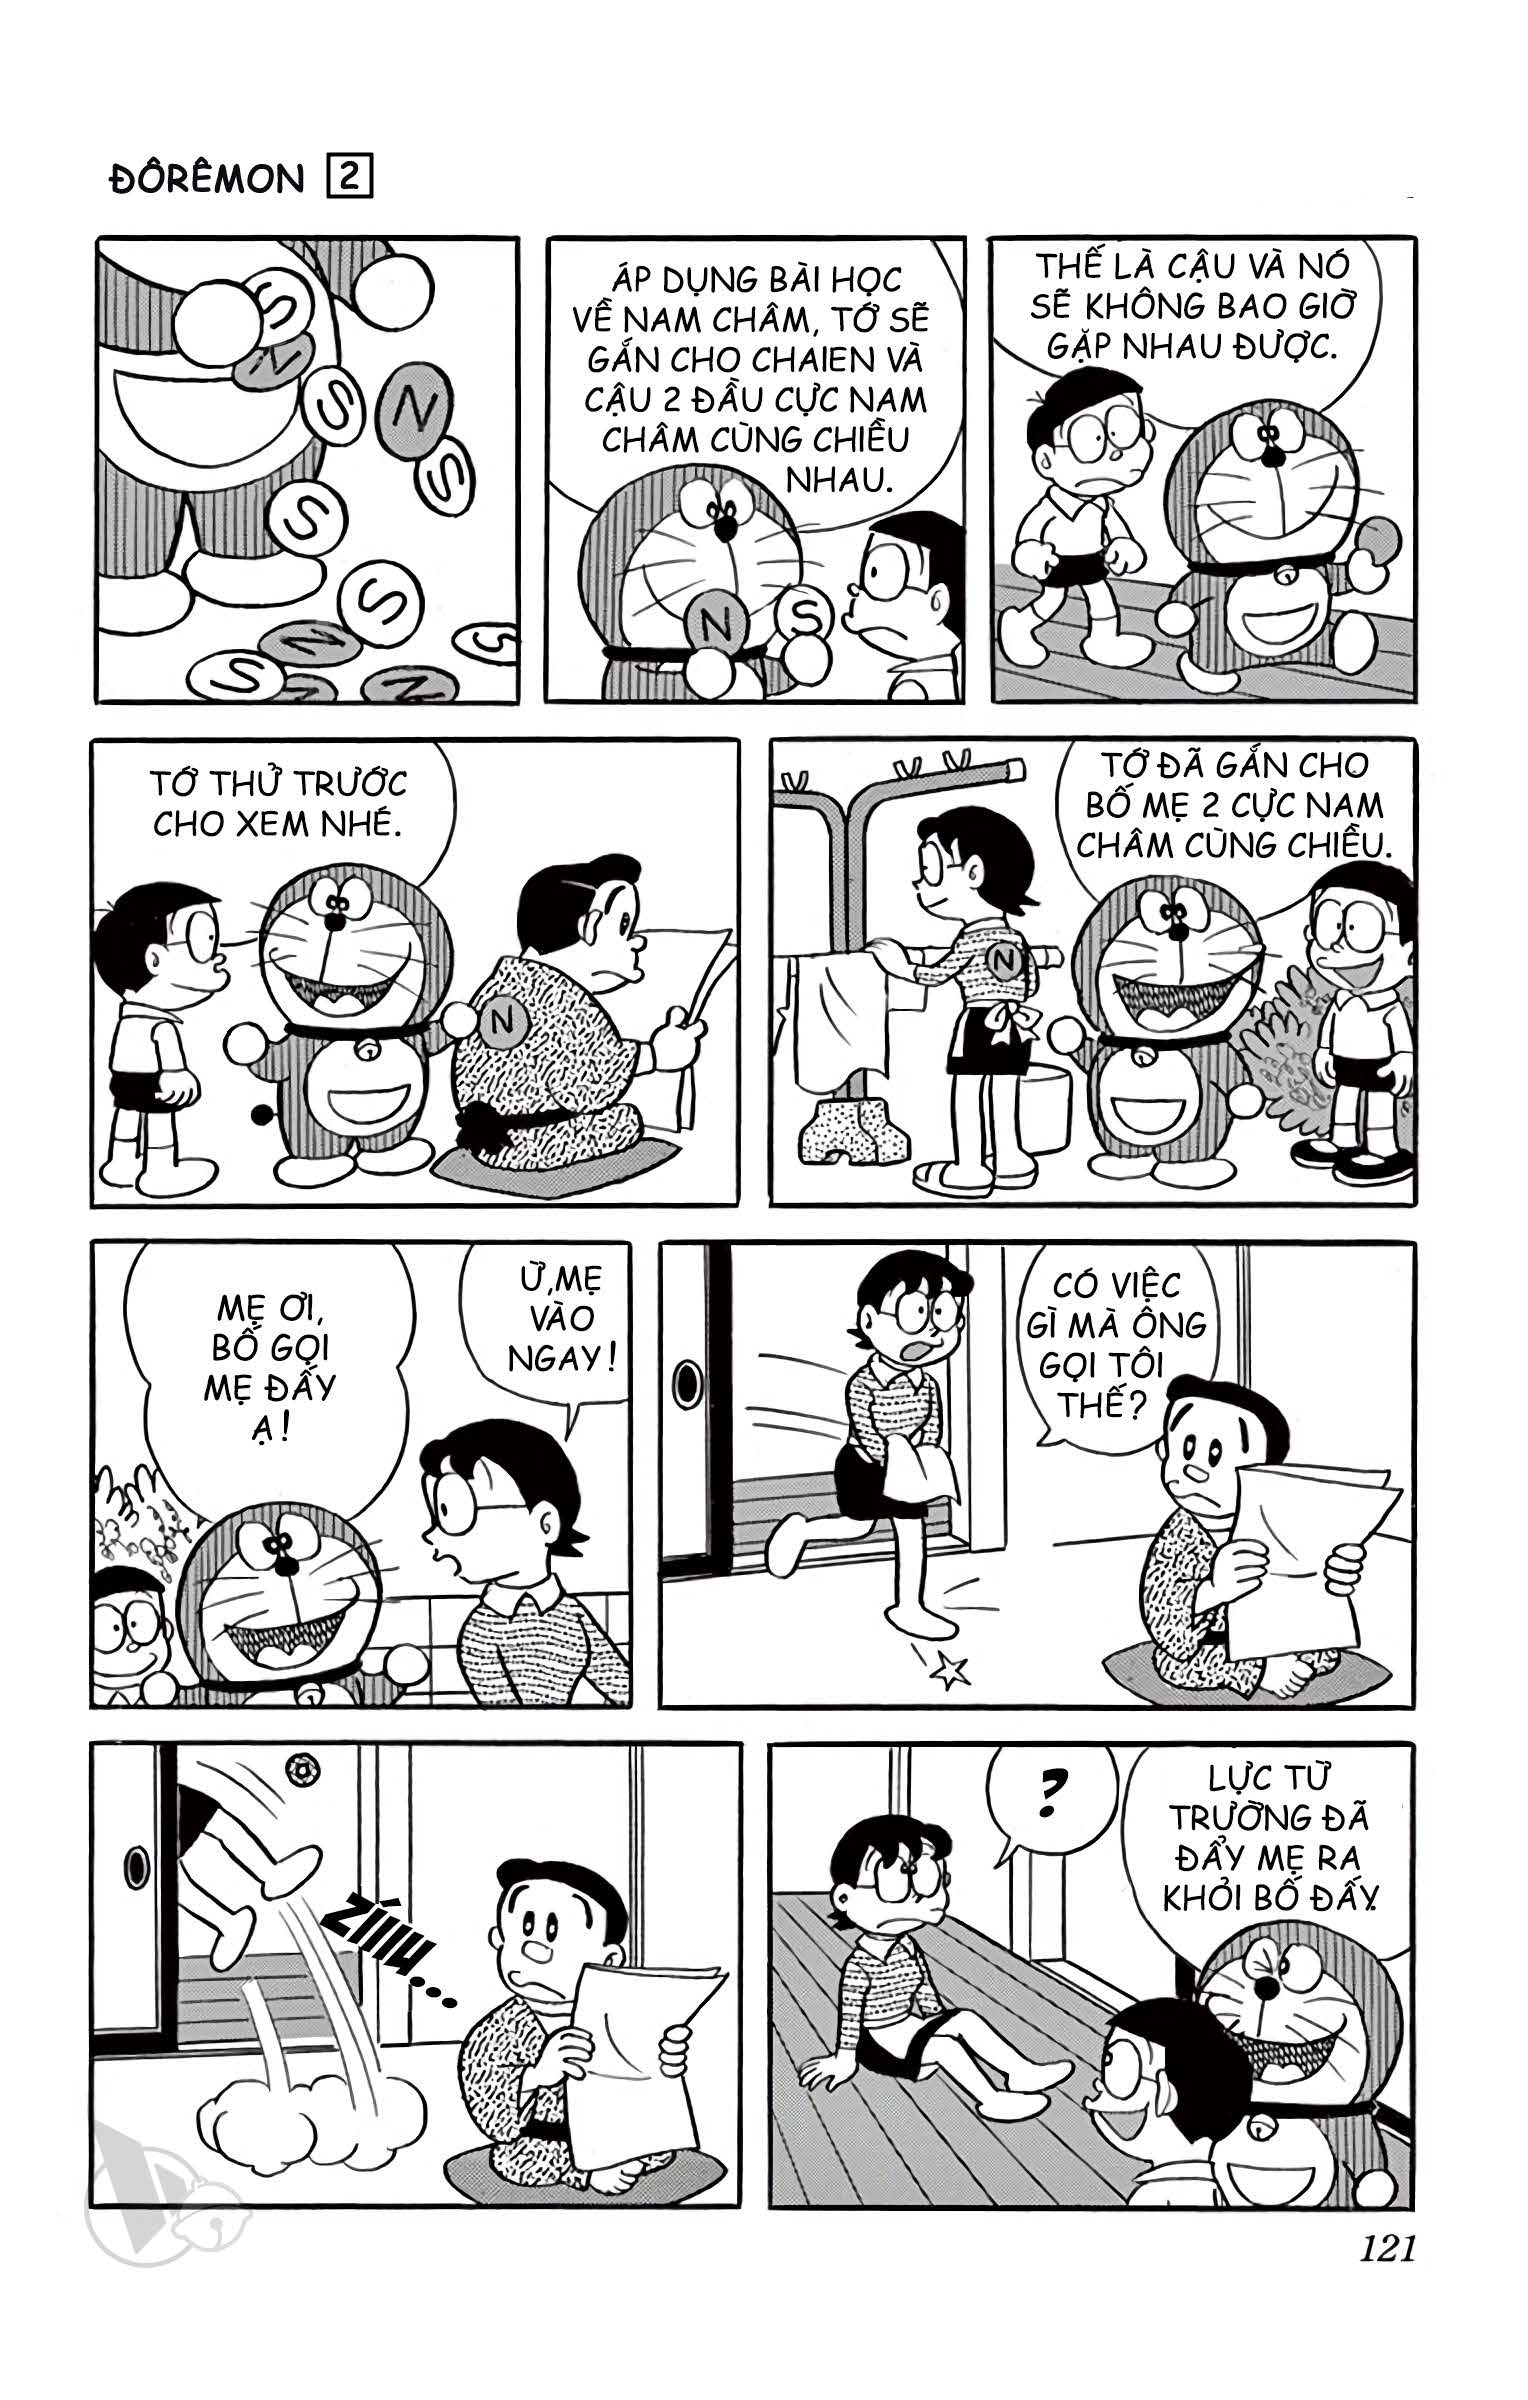 ĐÔRÊMON 2
S
N
S
N
S
S
S
N
S
S
N
N
ÁP DỤNG BÀI HỌC
VỀ NAM CHÂM, TỚ SẼ
GẮN CHO CHAIEN VÀ
CẬU 2 ĐẦU CỰC NAM
CHÂM CÙNG CHIỀU
NHAU.
N
S
THẾ LÀ CẬU VÀ NÓ
SẼ KHÔNG BAO GIỜ
GẶP NHAU ĐƯỢC.
TỚ THỬ TRƯỚC
CHO XEM NHÉ.
N
TỚ ĐÃ GẮN CHO
BỐ MẸ 2 CỰC NAM
CHÂM CÙNG CHIỀU.
N
MẸ ƠI,
BỐ GỌI
MẸ ĐẤY
Ạ!
Ừ, MẸ
VÀO
NGAY!
CÓ VIỆC
GÌ MÀ ÔNG
GỌI TÔI
THẾ?
?
LỰC TỪ
TRƯỜNG ĐÃ
ĐẨY MẸ RA
KHỎI BỐ ĐẤY.
121